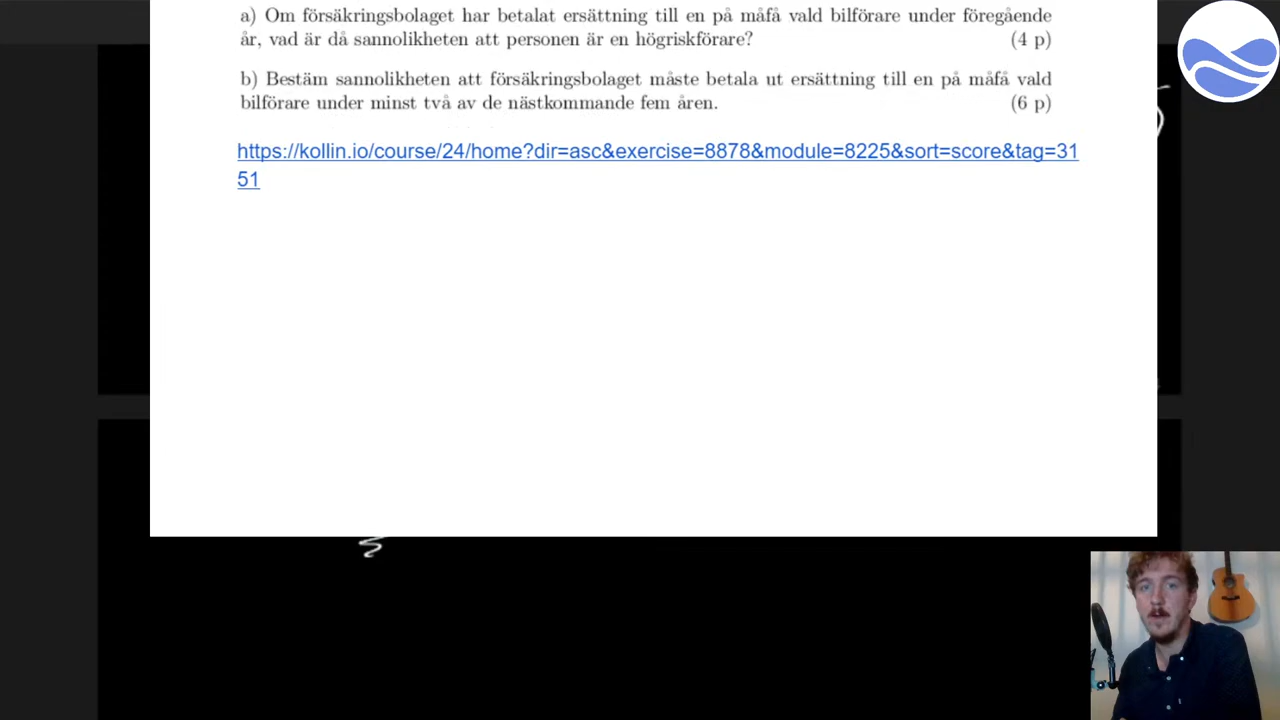 a) Om försäkringsbolaget har betalat ersättning till en på måfå vald bilförare under föregående
år, vad är då sannolikheten att personen är en högriskförare? (4 p)
b) Bestäm sannolikheten att försäkringsbolaget måste betala ut ersättning till en på måfå vald
bilförare under minst två av de nästkommande fem åren. (6 p)
https://kollin.io/course/24/home?dir=asc&exercise=8878&module=8225&sort=score&tag=31
51